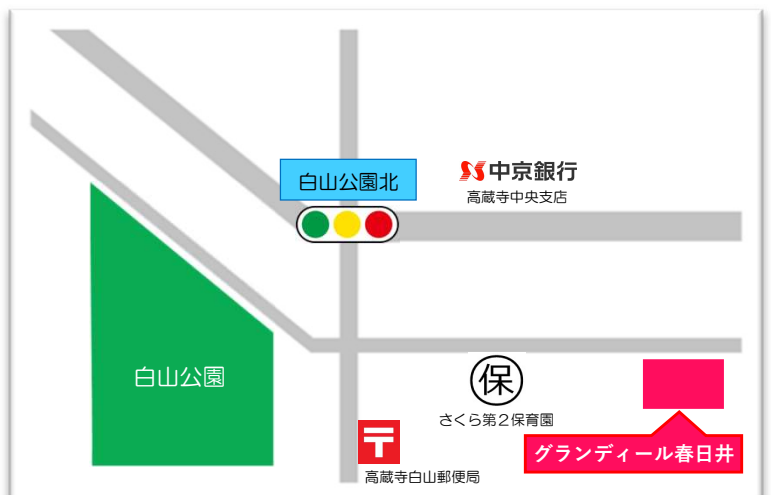 白山公園北
中京銀行
高蔵寺中央支店
白山公園
保
さくら第2保育園
グランディール春日井
高蔵寺白山郵便局